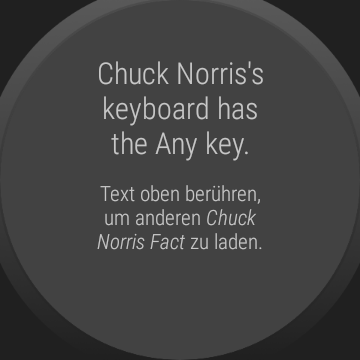 Chuck Norris's
keyboard has
the Any key.
Text oben berühren,
um anderen Chuck
Norris Fact zu laden.